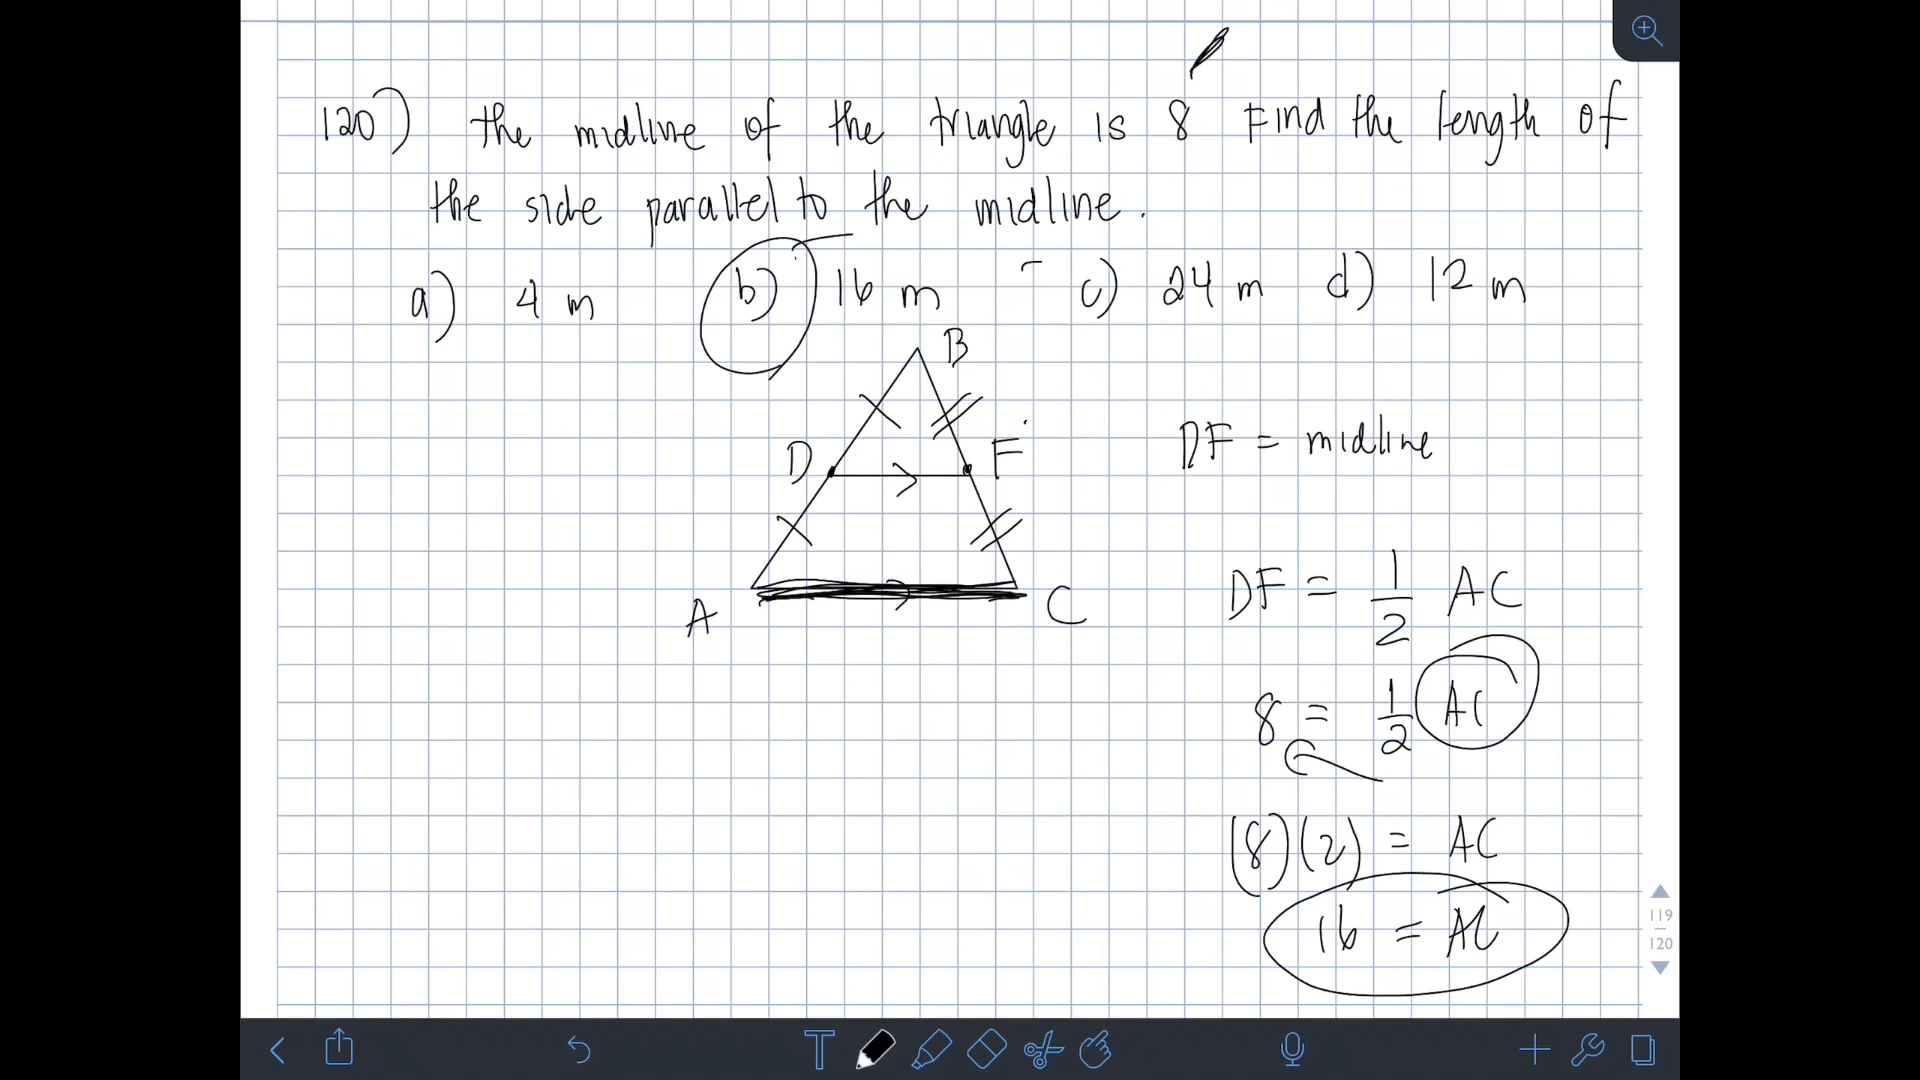 120) the midline of the triangle is 8 Find the length of
the side parallel to the midline.
a) 4 m b) 16 m c) 24 m d) 12 m
B
D F
DF = midline
A C
DF = 1/2 AC
8 = 1/2 AC
(8)(2) = AC
16 = AC
119
120
T